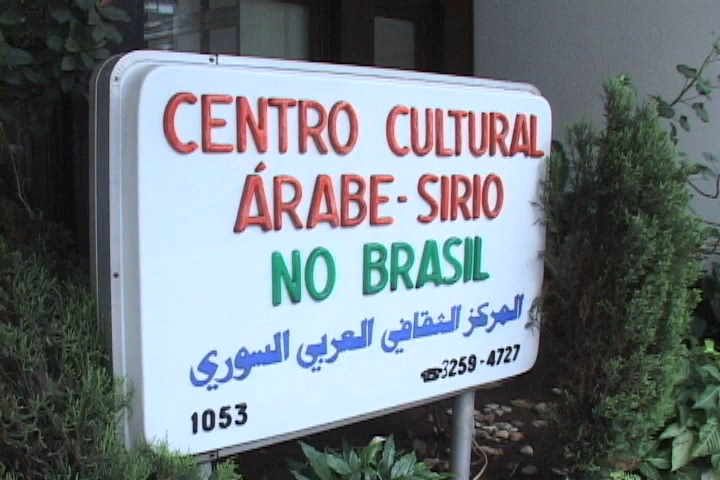 CENTRO CULTURAL
ÁRABE-SIRIO
NO BRASIL
المركز الثقافي العربي السوري
☎3259-4727
1053